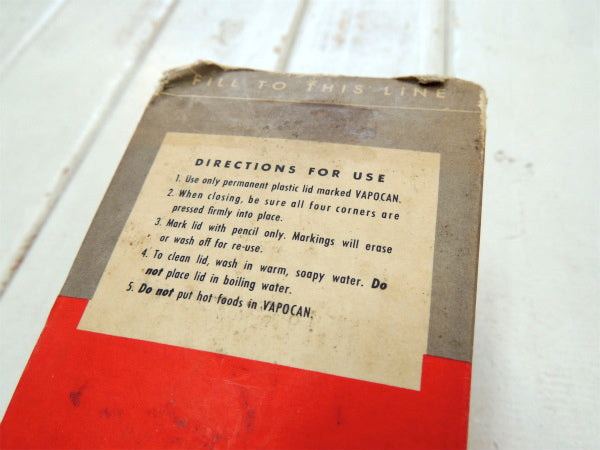 FILL TO THIS LINE
DIRECTIONS FOR USE
1. Use only permanent plastic lid marked VAPOCAN.
2. When closing, be sure all four corners are
pressed firmly into place.
3. Mark lid with pencil only. Markings will erase
or wash off for re-use.
4. To clean lid, wash in warm, soapy water. Do
not place lid in boiling water.
5. Do not put hot foods in VAPOCAN.